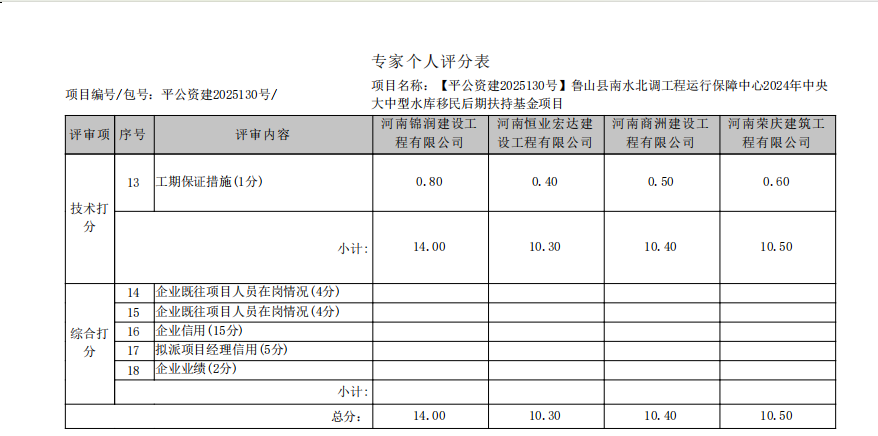 专家个人评分表
项目编号/包号: 平公资建2025130号/
项目名称: 【平公资建2025130号】鲁山县南水北调工程运行保障中心2024年中央
大中型水库移民后期扶持基金项目
评审项 序号 评审内容 河南锦润建设工程有限公司 河南恒业宏达建设工程有限公司 河南商洲建设工程有限公司 河南荣庆建筑工程有限公司
技术打分
13 工期保证措施(1分) 0.80 0.40 0.50 0.60
小计: 14.00 10.30 10.40 10.50
综合打分
14 企业既往项目人员在岗情况(4分)
15 企业既往项目人员在岗情况(4分)
16 企业信用(15分)
17 拟派项目经理信用(5分)
18 企业业绩(2分)
小计:
总分: 14.00 10.30 10.40 10.50